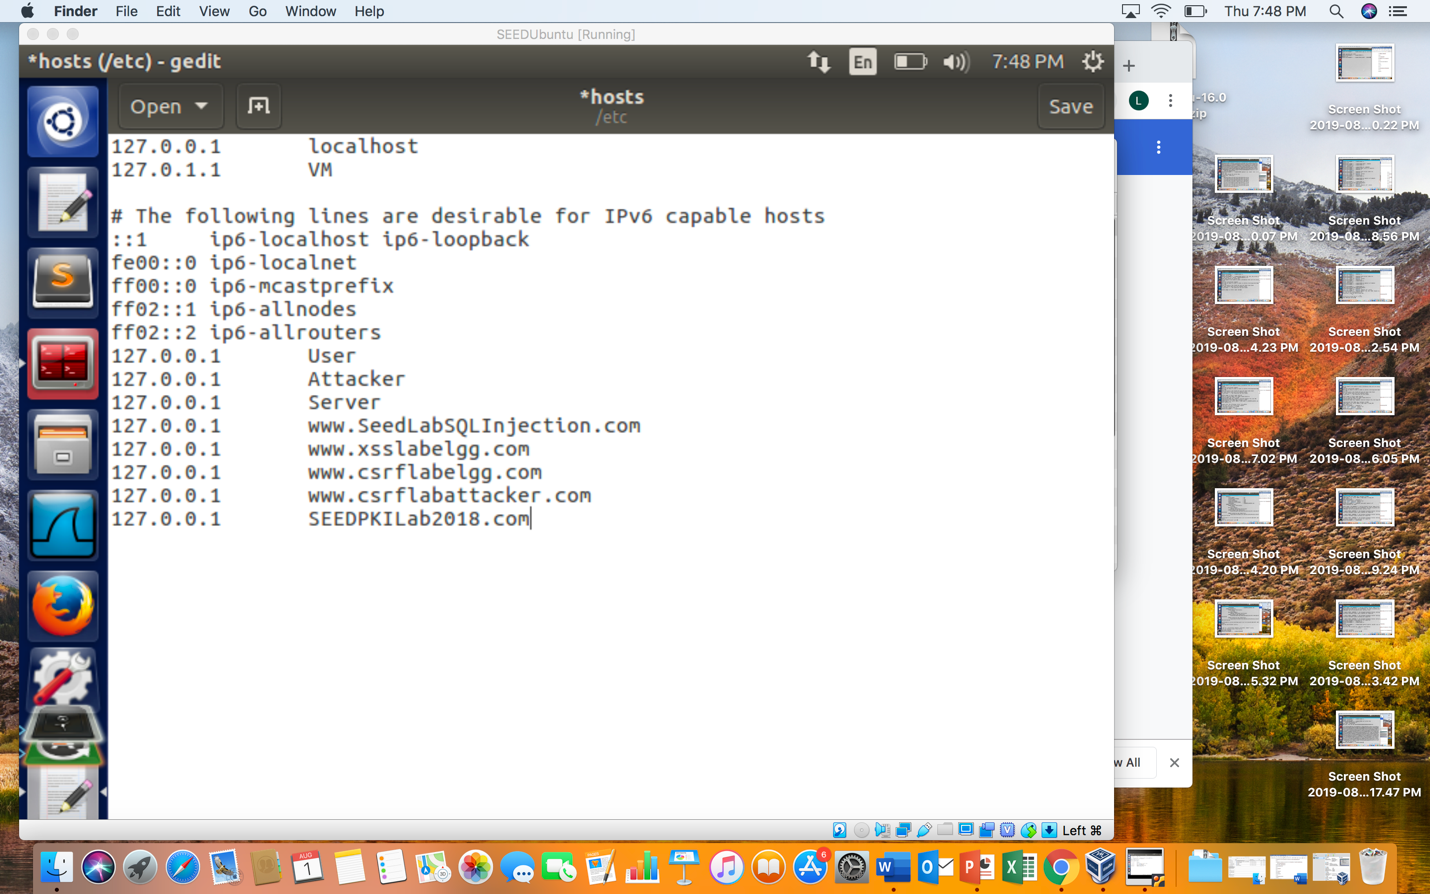 Finder File Edit View Go Window Help Thu 7:48 PM
SEEDUbuntu [Running]
*hosts (/etc) - gedit En 7:48 PM
Open *hosts Save
/etc
127.0.0.1 localhost
127.0.1.1 VM
# The following lines are desirable for IPv6 capable hosts
::1 ip6-localhost ip6-loopback
fe00::0 ip6-localnet
ff00::0 ip6-mcastprefix
ff02::1 ip6-allnodes
ff02::2 ip6-allrouters
127.0.0.1 User
127.0.0.1 Attacker
127.0.0.1 Server
127.0.0.1 www.SeedLabSQLInjection.com
127.0.0.1 www.xsslabelgg.com
127.0.0.1 www.csrflabelgg.com
127.0.0.1 www.csrflabattacker.com
127.0.0.1 SEEDPKILab2018.com
Left ⌘
L
-16.0
zip
w All
Screen Shot
2019-08...0.22 PM
Screen Shot
2019-08...0.07 PM
Screen Shot
2019-08...8.56 PM
Screen Shot
2019-08...4.23 PM
Screen Shot
2019-08...2.54 PM
Screen Shot
2019-08...7.02 PM
Screen Shot
2019-08...6.05 PM
Screen Shot
2019-08...4.20 PM
Screen Shot
2019-08...9.24 PM
Screen Shot
2019-08...5.32 PM
Screen Shot
2019-08...3.42 PM
Screen Shot
2019-08...17.47 PM
AUG
1
6